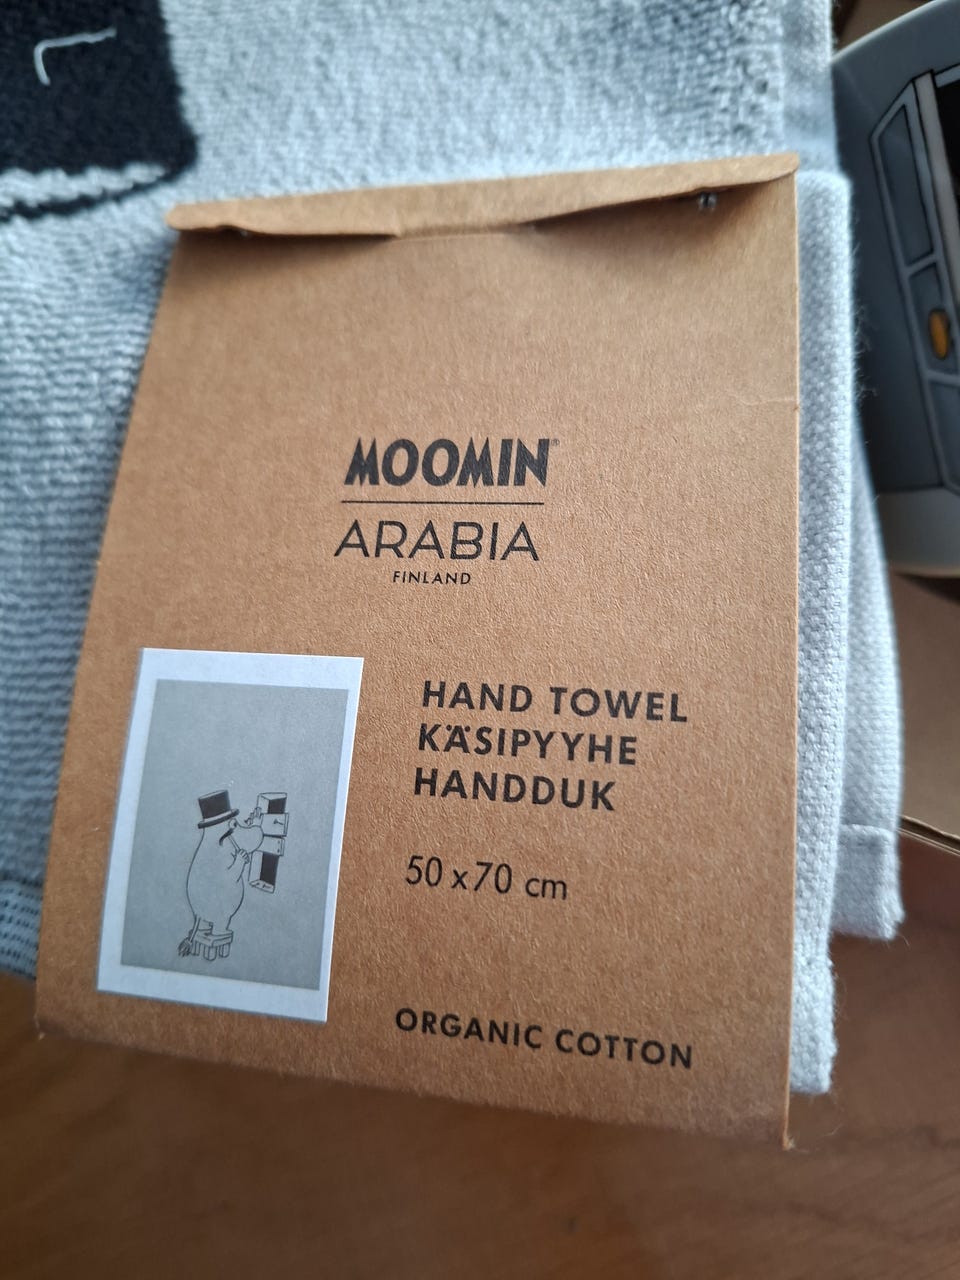 MOOMIN
ARABIA
FINLAND
HAND TOWEL
KÄSIPYYHE
HANDDUK
50 x 70 cm
ORGANIC COTTON